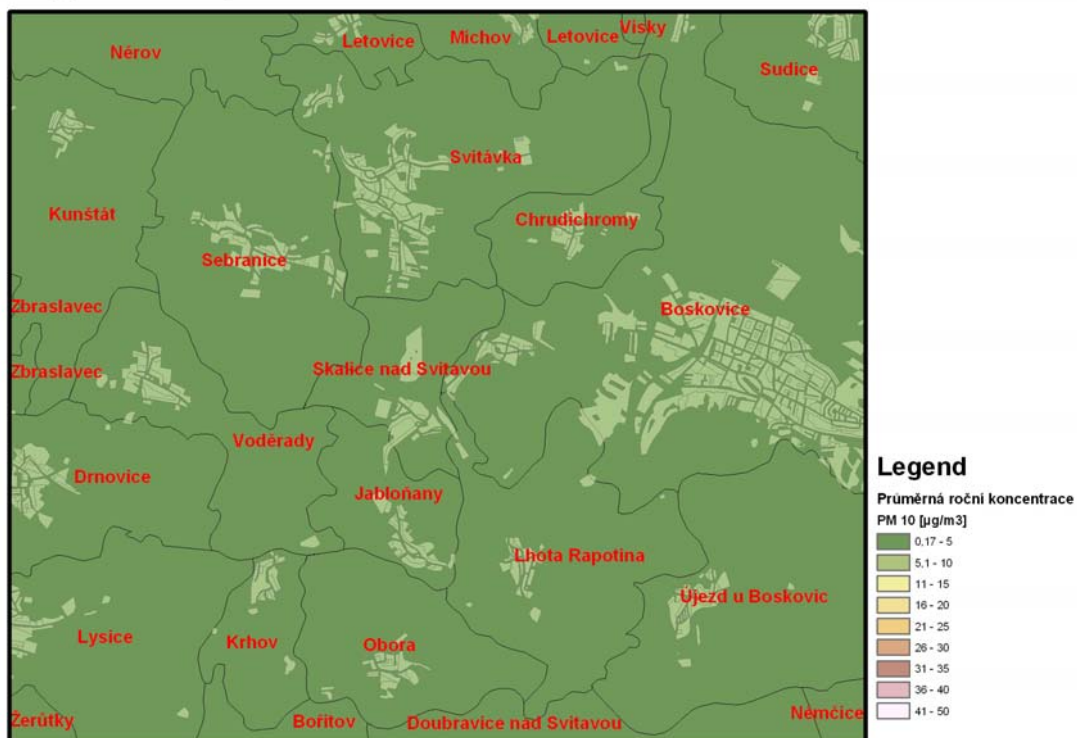 Letovice
Michov
Letovice
Visky
Nérov
Sudice
Svitávka
Kunštát
Chrudichromy
Sebranice
Zbraslavec
Boskovice
Zbraslavec
Skalice nad Svitavou
Voděrady
Drnovice
Jabloňany
Lhota Rapotina
Újezd u Boskovic
Lysice
Krhov
Obora
Žerůtky
Bořitov
Doubravice nad Svitavou
Němčice
Legend
Průměrná roční koncentrace
PM 10 [µg/m3]
0,17 - 5
5,1 - 10
11 - 15
16 - 20
21 - 25
26 - 30
31 - 35
36 - 40
41 - 50